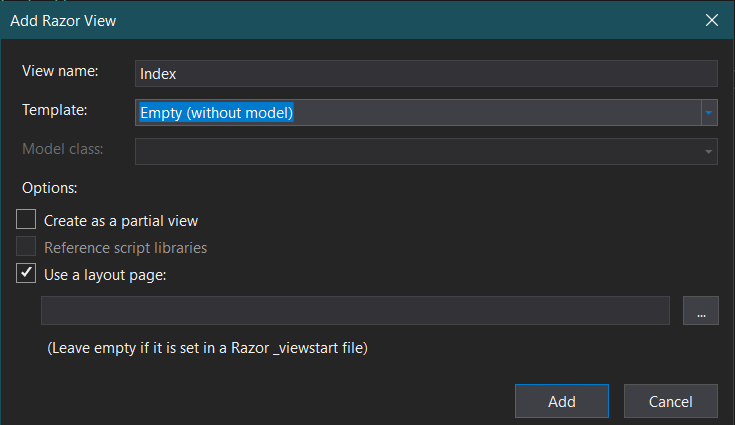 Add Razor View
View name: Index
Template: Empty (without model)
Model class:
Options:
Create as a partial view
Reference script libraries
Use a layout page:
...
(Leave empty if it is set in a Razor _viewstart file)
Add Cancel